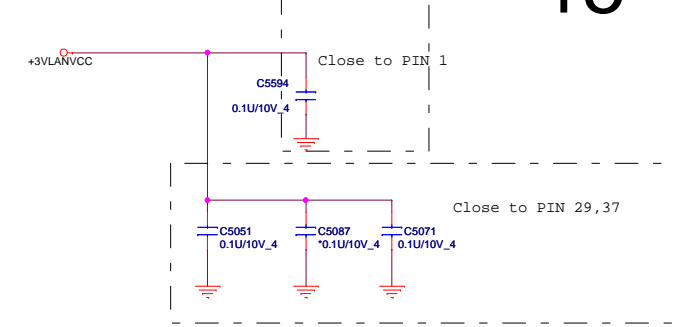 +3VLANVCC
Close to PIN 1
C5594
0.1U/10V_4
Close to PIN 29,37
C5051
0.1U/10V_4
C5087
*0.1U/10V_4
C5071
0.1U/10V_4